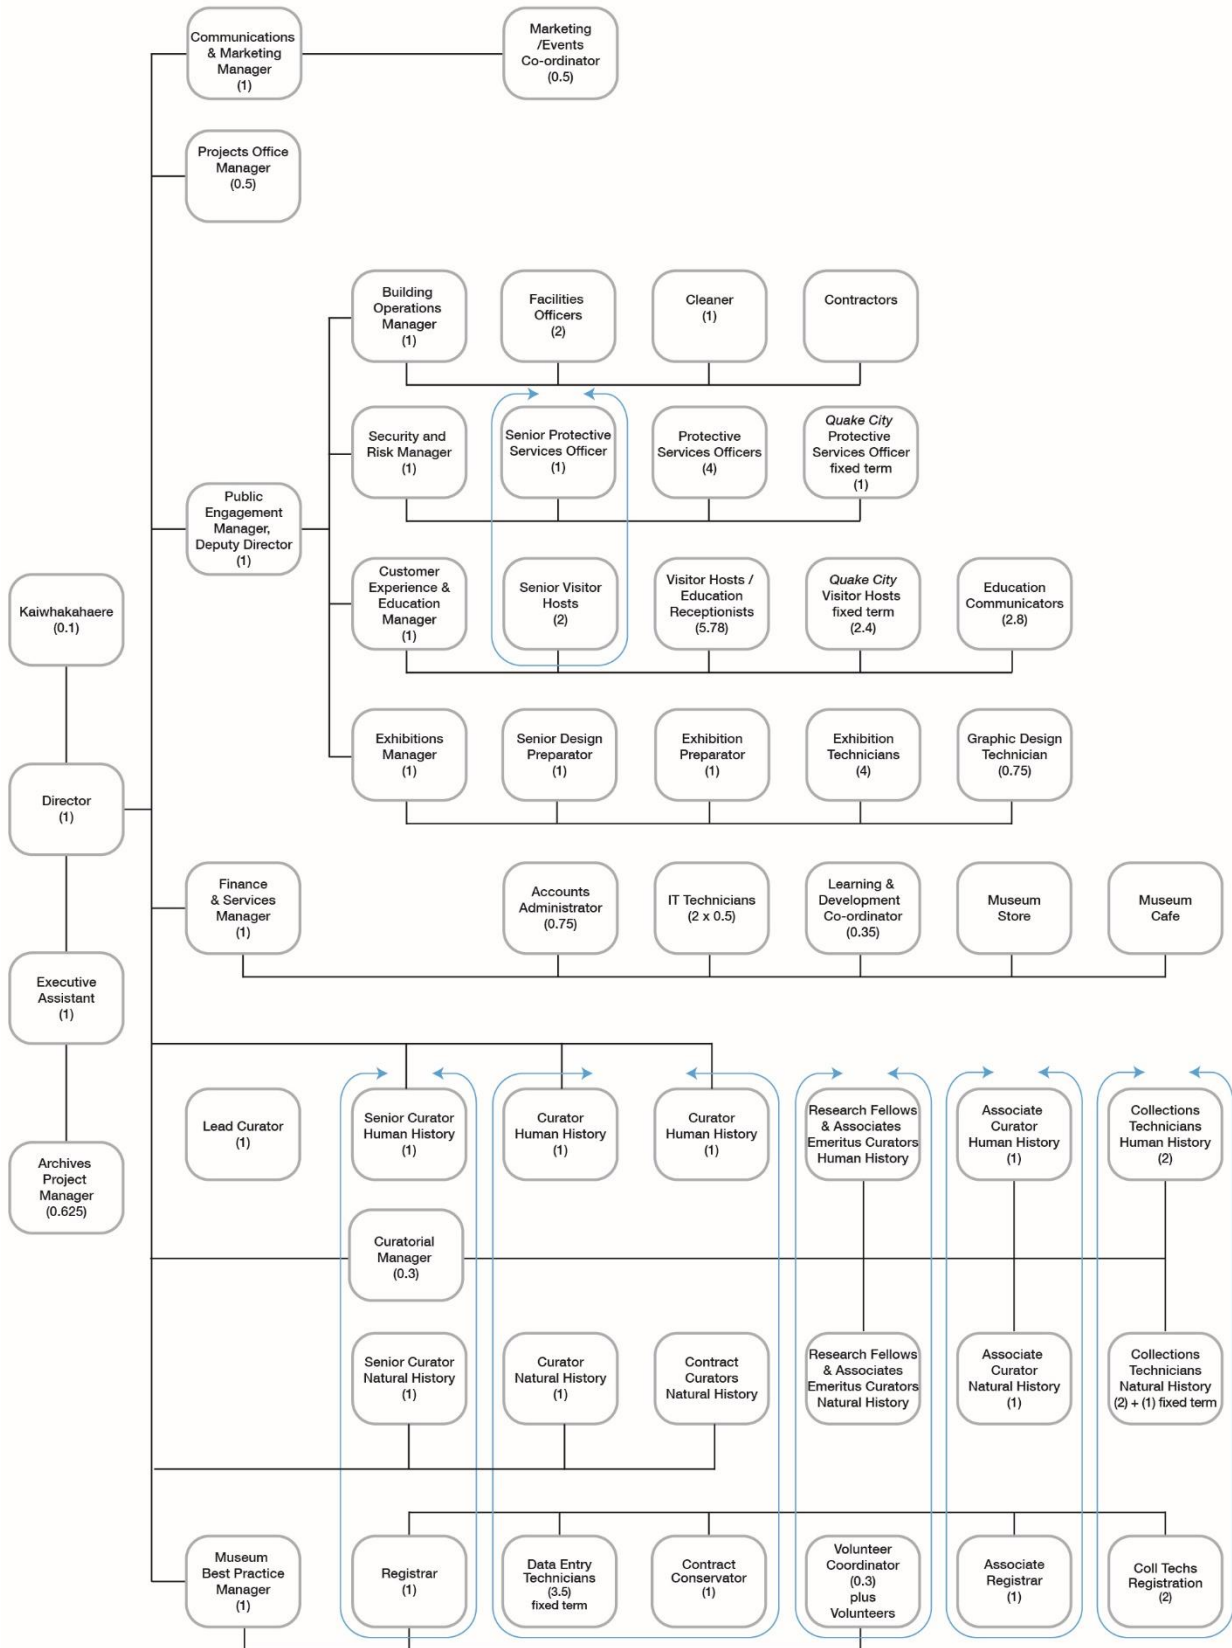 Communications
& Marketing
Manager
(1)
Marketing
/Events
Co-ordinator
(0.5)
Projects Office
Manager
(0.5)
Building
Operations
Manager
(1)
Facilities
Officers
(2)
Cleaner
(1)
Contractors
Security and
Risk Manager
(1)
Senior Protective
Services Officer
(1)
Protective
Services Officers
(4)
Quake City
Protective
Services Officer
fixed term
(1)
Public
Engagement
Manager,
Deputy Director
(1)
Customer
Experience &
Education
Manager
(1)
Senior Visitor
Hosts
(2)
Visitor Hosts /
Education
Receptionists
(5.78)
Quake City
Visitor Hosts
fixed term
(2.4)
Education
Communicators
(2.8)
Kaiwhakahaere
(0.1)
Exhibitions
Manager
(1)
Senior Design
Preparator
(1)
Exhibition
Preparator
(1)
Exhibition
Technicians
(4)
Graphic Design
Technician
(0.75)
Director
(1)
Finance
& Services
Manager
(1)
Accounts
Administrator
(0.75)
IT Technicians
(2 x 0.5)
Learning &
Development
Co-ordinator
(0.35)
Museum
Store
Museum
Cafe
Executive
Assistant
(1)
Lead Curator
(1)
Senior Curator
Human History
(1)
Curator
Human History
(1)
Curator
Human History
(1)
Research Fellows
& Associates
Emeritus Curators
Human History
Associate
Curator
Human History
(1)
Collections
Technicians
Human History
(2)
Archives
Project
Manager
(0.625)
Curatorial
Manager
(0.3)
Senior Curator
Natural History
(1)
Curator
Natural History
(1)
Contract
Curators
Natural History
Research Fellows
& Associates
Emeritus Curators
Natural History
Associate
Curator
Natural History
(1)
Collections
Technicians
Natural History
(2) + (1) fixed term
Museum
Best Practice
Manager
(1)
Registrar
(1)
Data Entry
Technicians
(3.5)
fixed term
Contract
Conservator
(1)
Volunteer
Coordinator
(0.3)
plus
Volunteers
Associate
Registrar
(1)
Coll Techs
Registration
(2)